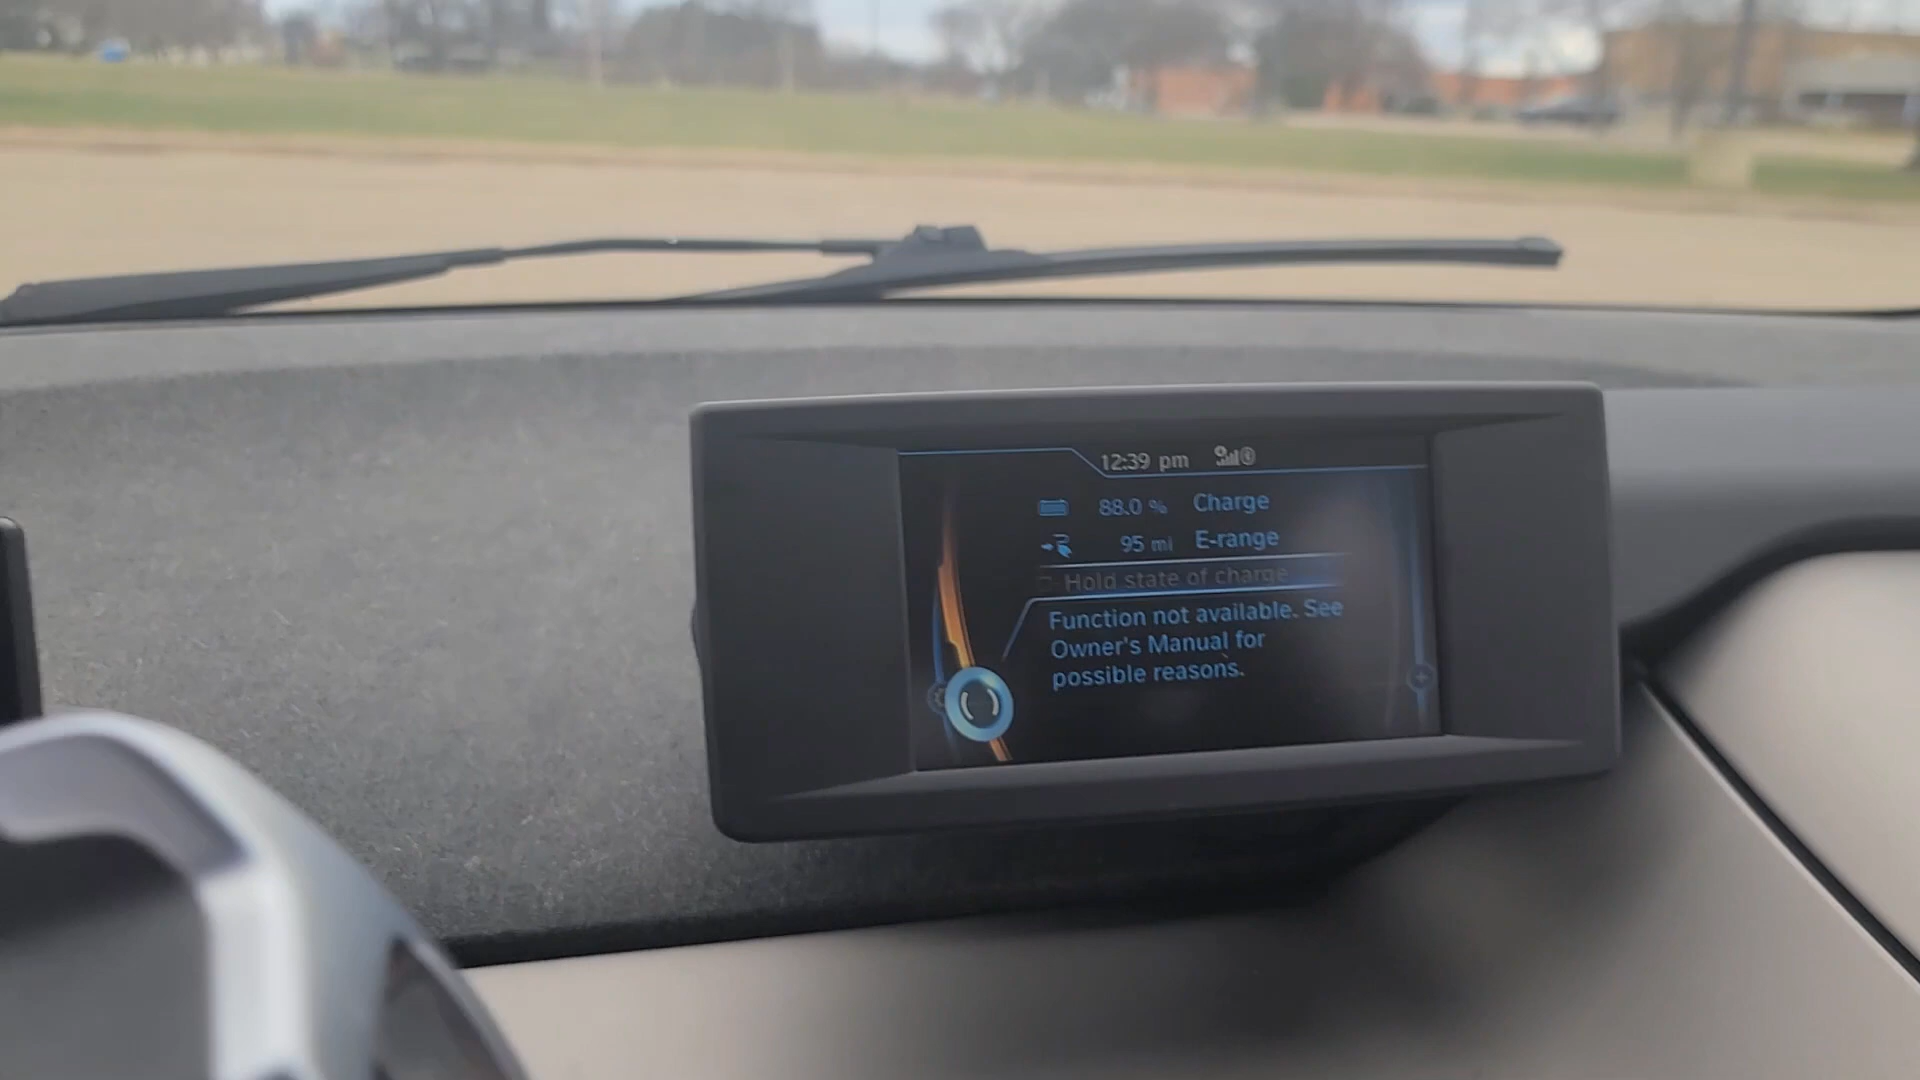 12:39 pm
88.0 % Charge
95 mi E-range
Hold state of charge
Function not available. See
Owner's Manual for
possible reasons.